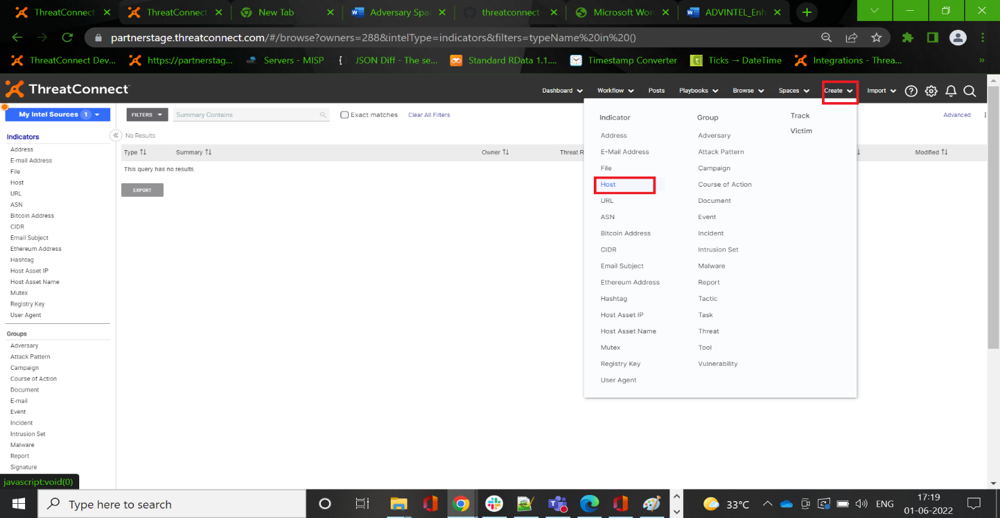 ThreatConnect
ThreatConnect
New Tab
Adversary Spa
threatconnect
Microsoft Wor
ADVINTEL_Enh
partnerstage.threatconnect.com/#/browse?owners=288&intelType=indicators&filters=typeName%20in%20()
ThreatConnect Dev...
https://partnerstag...
Servers - MISP
JSON Diff - The se...
Standard RData 1.1....
Timestamp Converter
Ticks → DateTime
Integrations - Threa...
»
ThreatConnect
Dashboard
Workflow
Posts
Playbooks
Browse
Spaces
Create
Import
My Intel Sources 1
FILTERS
Summary Contains
Exact matches
Clear All Filters
Advanced
No Results
Type
Summary
Owner
Threat R
Modified
This query has no results.
EXPORT
Indicators
Address
E-mail Address
File
Host
URL
ASN
Bitcoin Address
CIDR
Email Subject
Ethereum Address
Hashtag
Host Asset IP
Host Asset Name
Mutex
Registry Key
User Agent
Groups
Adversary
Attack Pattern
Campaign
Course of Action
Document
E-mail
Event
Incident
Intrusion Set
Malware
Report
Signature
Indicator
Address
E-Mail Address
File
Host
URL
ASN
Bitcoin Address
CIDR
Email Subject
Ethereum Address
Hashtag
Host Asset IP
Host Asset Name
Mutex
Registry Key
User Agent
Group
Adversary
Attack Pattern
Campaign
Course of Action
Document
Event
Incident
Intrusion Set
Malware
Report
Tactic
Task
Threat
Tool
Vulnerability
Track
Victim
javascript:void(0)
Type here to search
33°C
ENG
17:19
01-06-2022